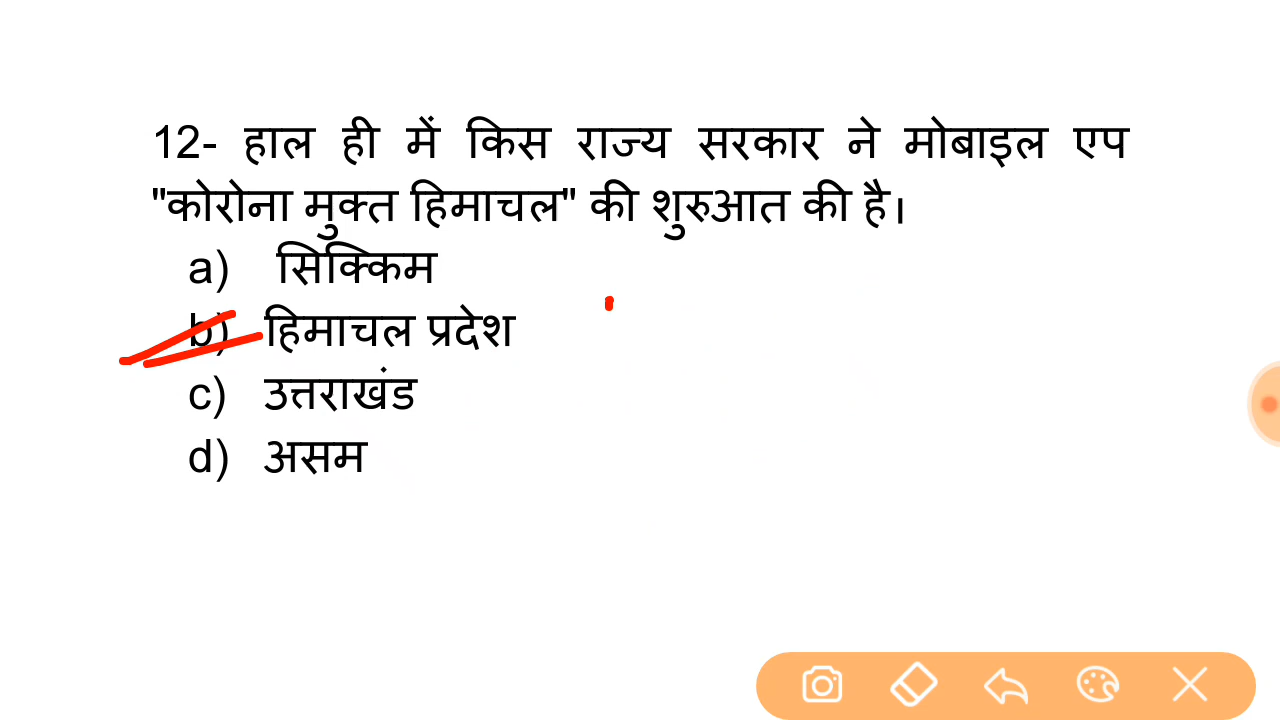 12- हाल ही में किस राज्य सरकार ने मोबाइल एप
"कोरोना मुक्त हिमाचल" की शुरुआत की है।
a) सिक्किम
b) हिमाचल प्रदेश
c) उत्तराखंड
d) असम